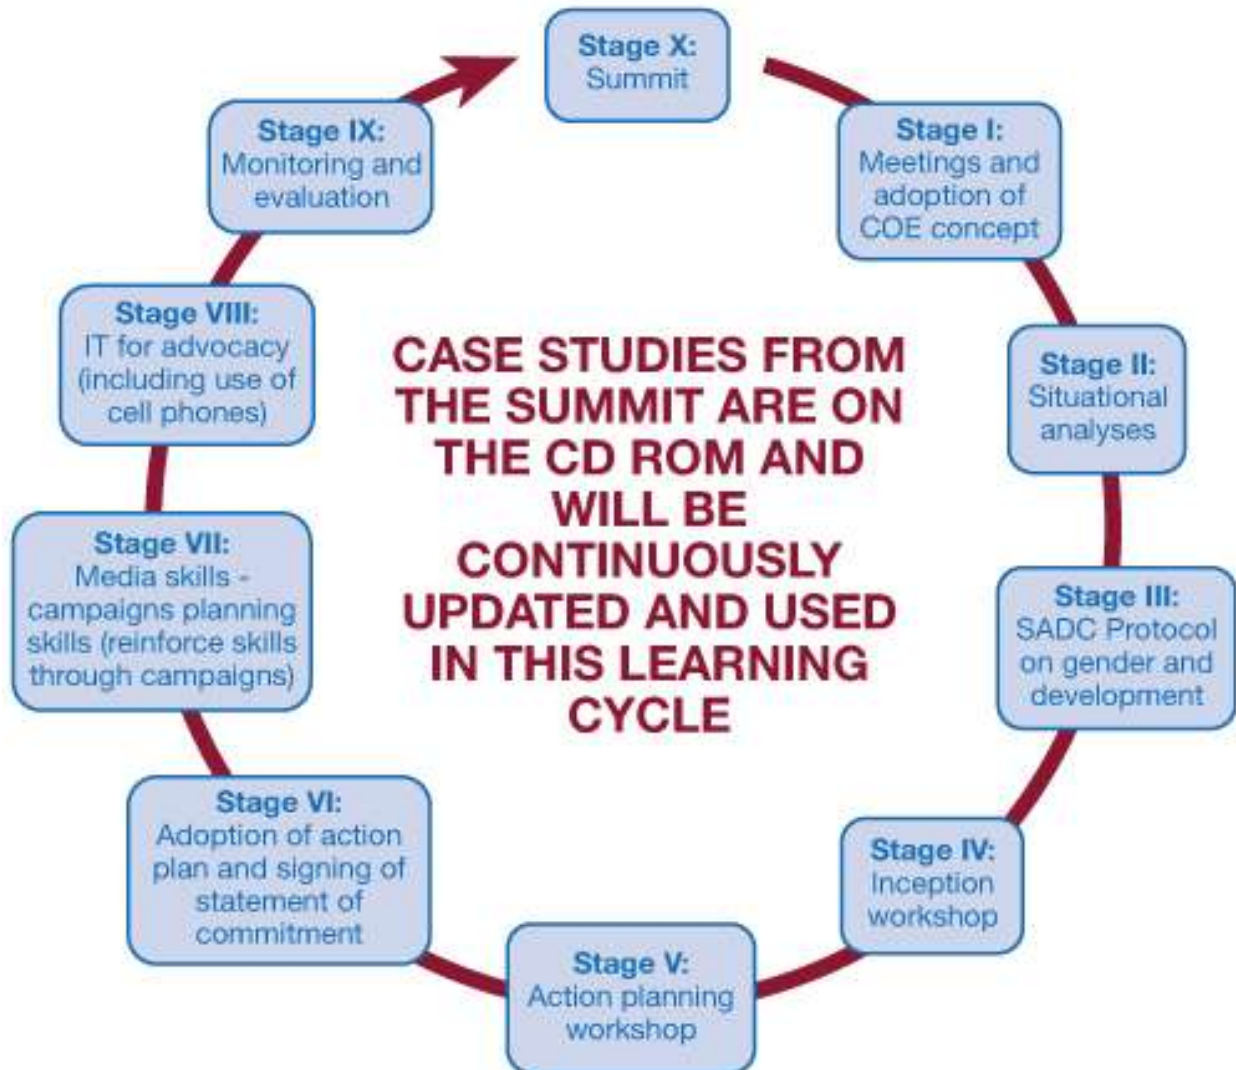 Stage X:
Summit
Stage I:
Meetings and
adoption of
COE concept
Stage II:
Situational
analyses
Stage III:
SADC Protocol
on gender and
development
Stage IV:
Inception
workshop
Stage V:
Action planning
workshop
Stage VI:
Adoption of action
plan and signing of
statement of
commitment
Stage VII:
Media skills -
campaigns planning
skills (reinforce skills
through campaigns)
Stage VIII:
IT for advocacy
(including use of
cell phones)
Stage IX:
Monitoring and
evaluation
CASE STUDIES FROM
THE SUMMIT ARE ON
THE CD ROM AND
WILL BE
CONTINUOUSLY
UPDATED AND USED
IN THIS LEARNING
CYCLE